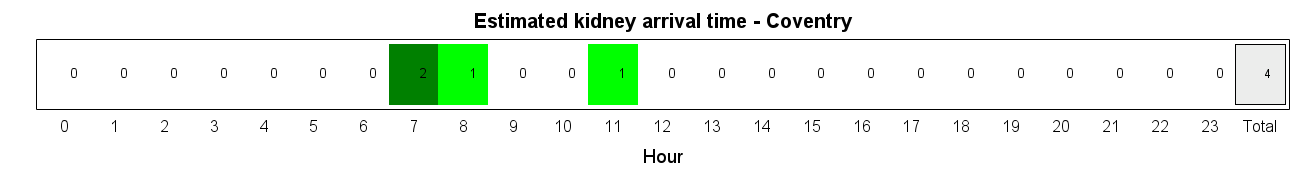 Estimated kidney arrival time - Coventry
0 0 0 0 0 0 0 2 1 0 0 1 0 0 0 0 0 0 0 0 0 0 0 0 4
0 1 2 3 4 5 6 7 8 9 10 11 12 13 14 15 16 17 18 19 20 21 22 23 Total
Hour